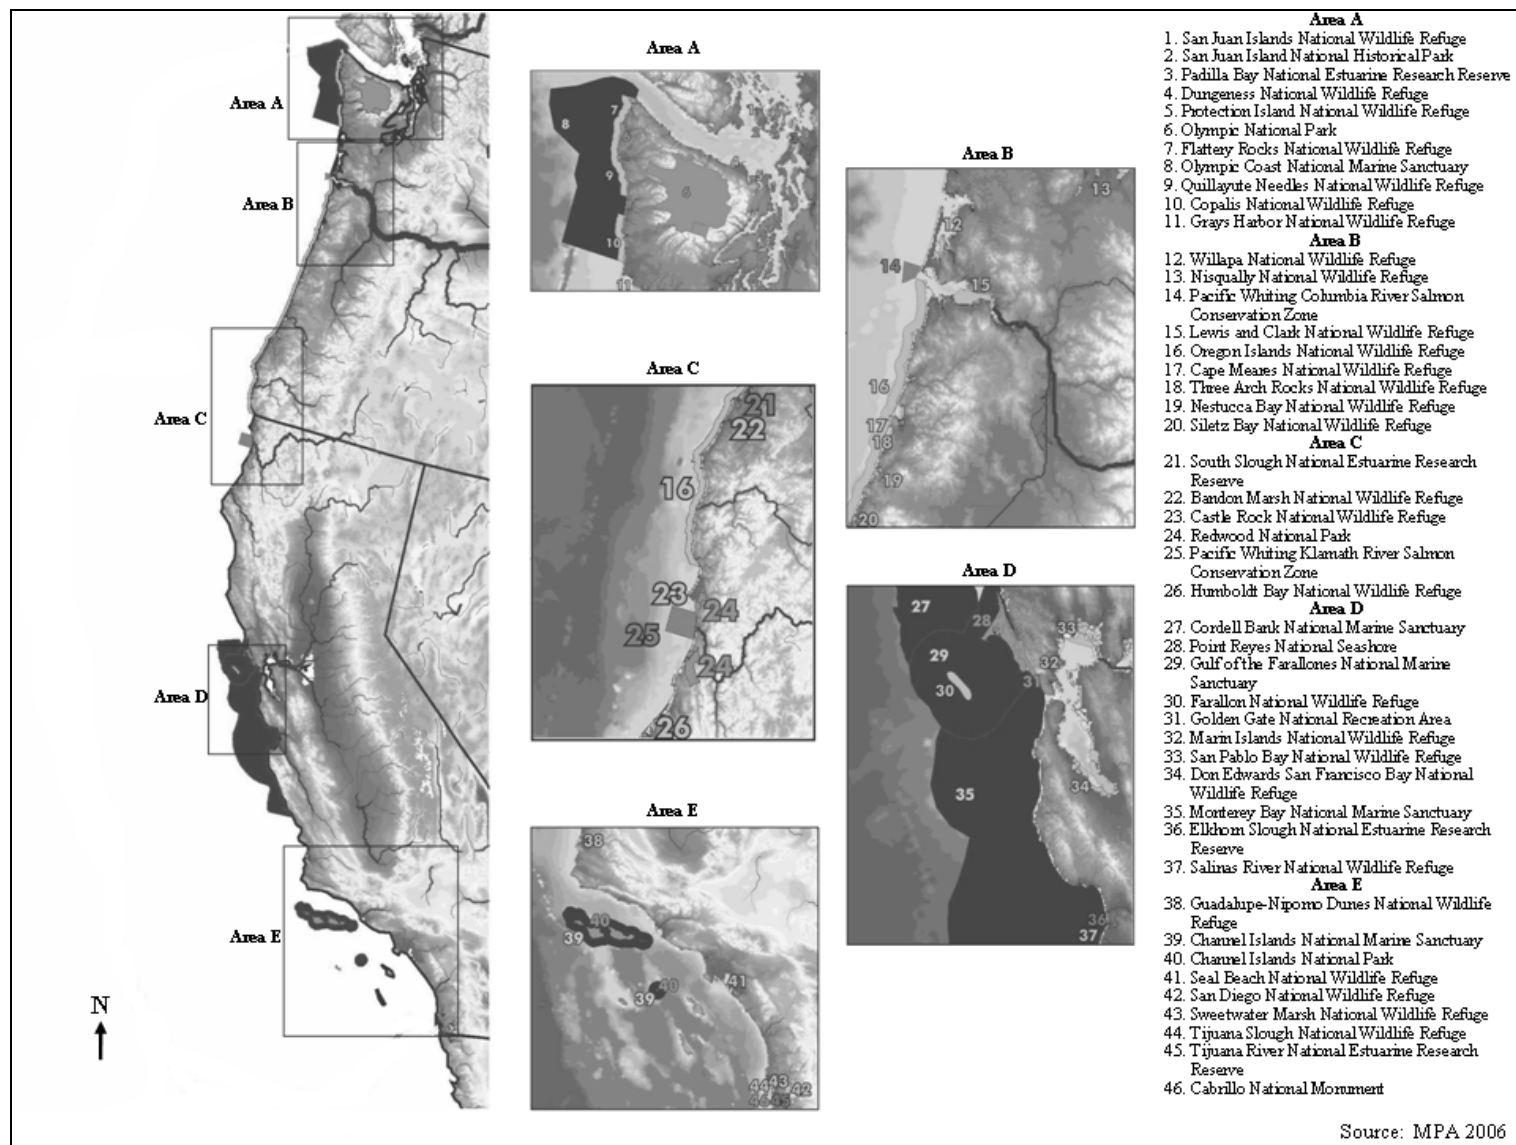 Area A
Area B
Area C
Area D
Area E
N
Area A
7
8
1
2
3
4
5
9
6
10
11
Area B
13
12
14
15
16
17
18
19
20
Area C
21
22
16
23
24
25
24
26
Area D
27
28
33
29
32
30
31
35
34
36
37
Area E
38
40
39
41
40
39
44
43
42
46
45
Area A
1. San Juan Islands National Wildlife Refuge
2. San Juan Island National Historical Park
3. Padilla Bay National Estuarine Research Reserve
4. Dungeness National Wildlife Refuge
5. Protection Island National Wildlife Refuge
6. Olympic National Park
7. Flattery Rocks National Wildlife Refuge
8. Olympic Coast National Marine Sanctuary
9. Quillayute Needles National Wildlife Refuge
10. Copalis National Wildlife Refuge
11. Grays Harbor National Wildlife Refuge
Area B
12. Willapa National Wildlife Refuge
13. Nisqually National Wildlife Refuge
14. Pacific Whiting Columbia River Salmon
Conservation Zone
15. Lewis and Clark National Wildlife Refuge
16. Oregon Islands National Wildlife Refuge
17. Cape Meares National Wildlife Refuge
18. Three Arch Rocks National Wildlife Refuge
19. Nestucca Bay National Wildlife Refuge
20. Siletz Bay National Wildlife Refuge
Area C
21. South Slough National Estuarine Research
Reserve
22. Bandon Marsh National Wildlife Refuge
23. Castle Rock National Wildlife Refuge
24. Redwood National Park
25. Pacific Whiting Klamath River Salmon
Conservation Zone
26. Humboldt Bay National Wildlife Refuge
Area D
27. Cordell Bank National Marine Sanctuary
28. Point Reyes National Seashore
29. Gulf of the Farallones National Marine
Sanctuary
30. Farallon National Wildlife Refuge
31. Golden Gate National Recreation Area
32. Marin Islands National Wildlife Refuge
33. San Pablo Bay National Wildlife Refuge
34. Don Edwards San Francisco Bay National
Wildlife Refuge
35. Monterey Bay National Marine Sanctuary
36. Elkhorn Slough National Estuarine Research
Reserve
37. Salinas River National Wildlife Refuge
Area E
38. Guadalupe-Nipomo Dunes National Wildlife
Refuge
39. Channel Islands National Marine Sanctuary
40. Channel Islands National Park
41. Seal Beach National Wildlife Refuge
42. San Diego National Wildlife Refuge
43. Sweetwater Marsh National Wildlife Refuge
44. Tijuana Slough National Wildlife Refuge
45. Tijuana River National Estuarine Research
Reserve
46. Cabrillo National Monument
Source: MPA 2006